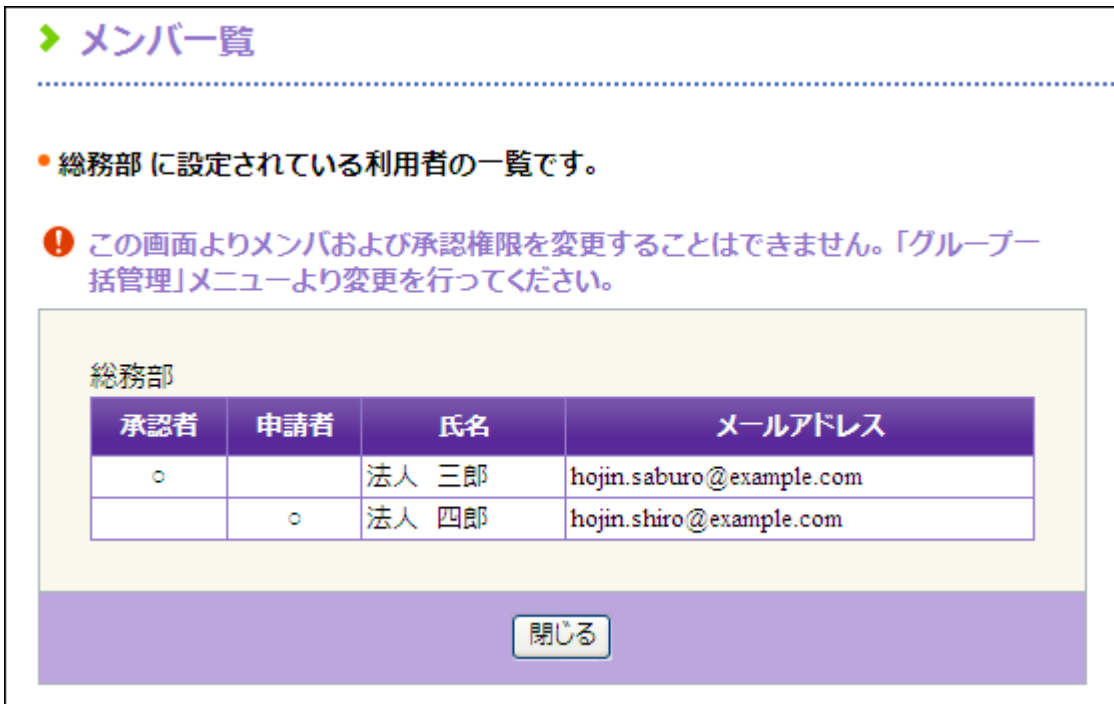 メンバ一覧
総務部 に設定されている利用者の一覧です。
この画面よりメンバおよび承認権限を変更することはできません。「グループ一
括管理」メニューより変更を行ってください。
総務部
承認者 申請者 氏名 メールアドレス
○ 法人 三郎 hojin.saburo@example.com
○ 法人 四郎 hojin.shiro@example.com
閉じる